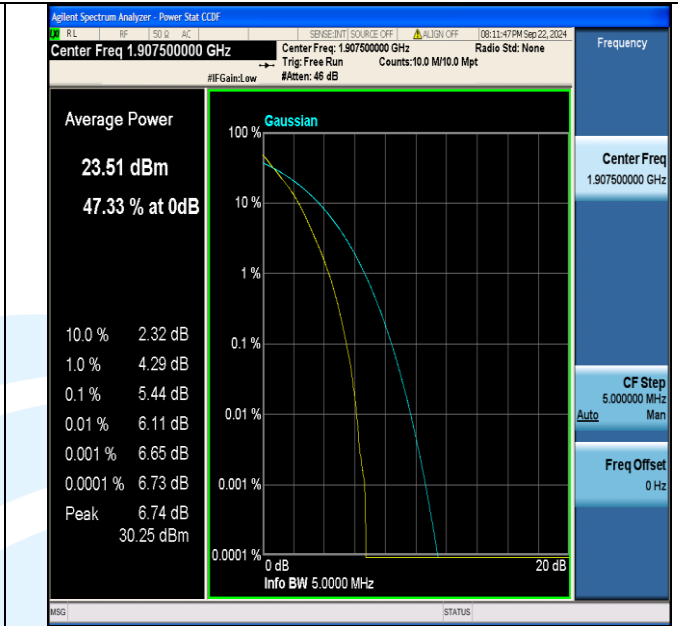 Agilent Spectrum Analyzer - Power Stat CCDF
RL RF 50 Ω AC SENSE:INT SOURCE OFF ALIGN OFF 08:11:47 PM Sep 22, 2024
Center Freq 1.907500000 GHz
Center Freq: 1.907500000 GHz Radio Std: None
Trig: Free Run Counts:10.0 M/10.0 Mpt
#IFGain:Low #Atten: 46 dB
Frequency
Average Power
23.51 dBm
47.33 % at 0dB
10.0 % 2.32 dB
1.0 % 4.29 dB
0.1 % 5.44 dB
0.01 % 6.11 dB
0.001 % 6.65 dB
0.0001 % 6.73 dB
Peak 6.74 dB
30.25 dBm
Gaussian
100 %
10 %
1 %
0.1 %
0.01 %
0.001 %
0.0001 %
0 dB 20 dB
Info BW 5.0000 MHz
Center Freq
1.907500000 GHz
CF Step
5.000000 MHz
Auto Man
Freq Offset
0 Hz
MSG STATUS